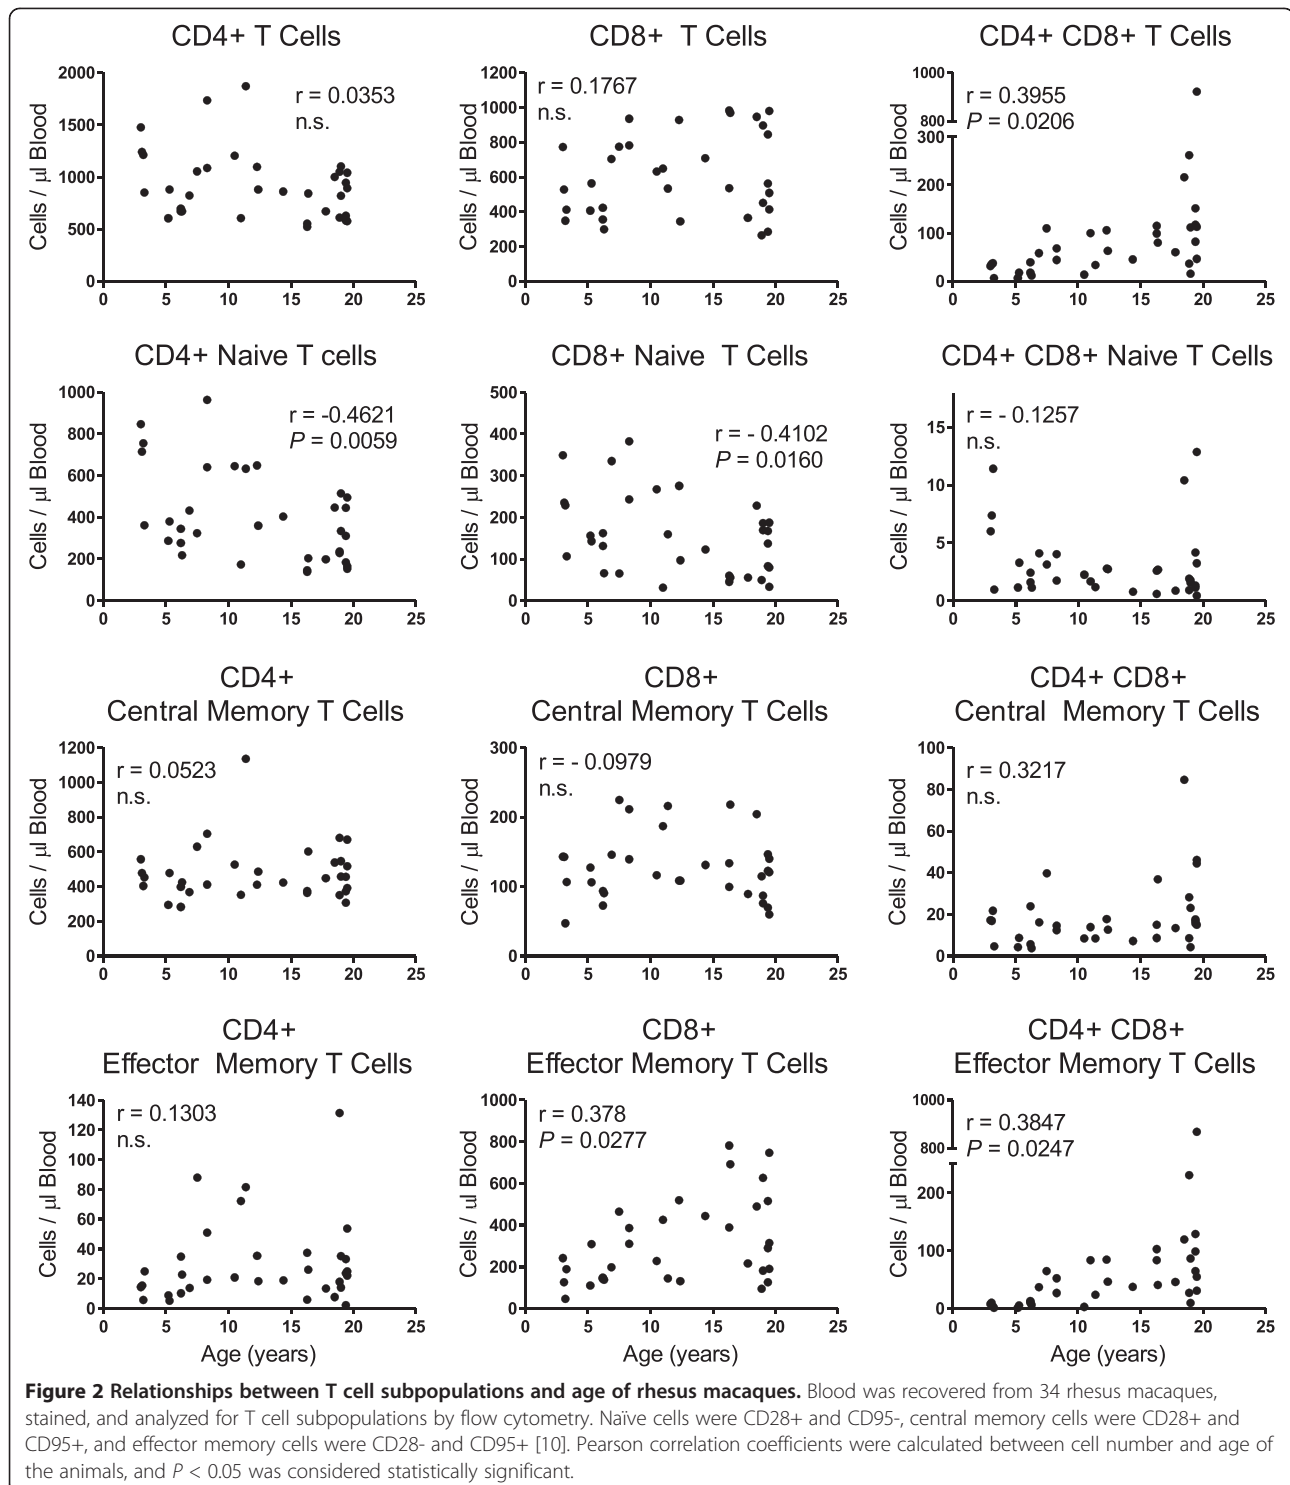 CD4+ T Cells
CD8+ T Cells
CD4+ CD8+ T Cells
2000
1500
1000
500
0
Cells / µl Blood
r = 0.0353
n.s.
0 5 10 15 20 25
1200
1000
800
600
400
200
0
Cells / µl Blood
r = 0.1767
n.s.
0 5 10 15 20 25
1000
800
300
200
100
0
Cells / µl Blood
r = 0.3955
P = 0.0206
0 5 10 15 20 25
CD4+ Naive T cells
CD8+ Naive T Cells
CD4+ CD8+ Naive T Cells
1000
800
600
400
200
0
Cells / µl Blood
r = -0.4621
P = 0.0059
0 5 10 15 20 25
500
400
300
200
100
0
Cells / µl Blood
r = - 0.4102
P = 0.0160
0 5 10 15 20 25
15
10
5
0
Cells / µl Blood
r = - 0.1257
n.s.
0 5 10 15 20 25
CD4+
Central Memory T Cells
CD8+
Central Memory T Cells
CD4+ CD8+
Central Memory T Cells
1200
1000
800
600
400
200
0
Cells / µl Blood
r = 0.0523
n.s.
0 5 10 15 20 25
300
200
100
0
Cells / µl Blood
r = - 0.0979
n.s.
0 5 10 15 20 25
100
80
60
40
20
0
Cells / µl Blood
r = 0.3217
n.s.
0 5 10 15 20 25
CD4+
Effector Memory T Cells
CD8+
Effector Memory T Cells
CD4+ CD8+
Effector Memory T Cells
140
120
100
80
60
40
20
0
Cells / µl Blood
r = 0.1303
n.s.
0 5 10 15 20 25
Age (years)
1000
800
600
400
200
0
Cells / µl Blood
r = 0.378
P = 0.0277
0 5 10 15 20 25
Age (years)
1000
800
200
100
0
Cells / µl Blood
r = 0.3847
P = 0.0247
0 5 10 15 20 25
Age (years)
Figure 2 Relationships between T cell subpopulations and age of rhesus macaques. Blood was recovered from 34 rhesus macaques,
stained, and analyzed for T cell subpopulations by flow cytometry. Naïve cells were CD28+ and CD95-, central memory cells were CD28+ and
CD95+, and effector memory cells were CD28- and CD95+ [10]. Pearson correlation coefficients were calculated between cell number and age of
the animals, and P < 0.05 was considered statistically significant.